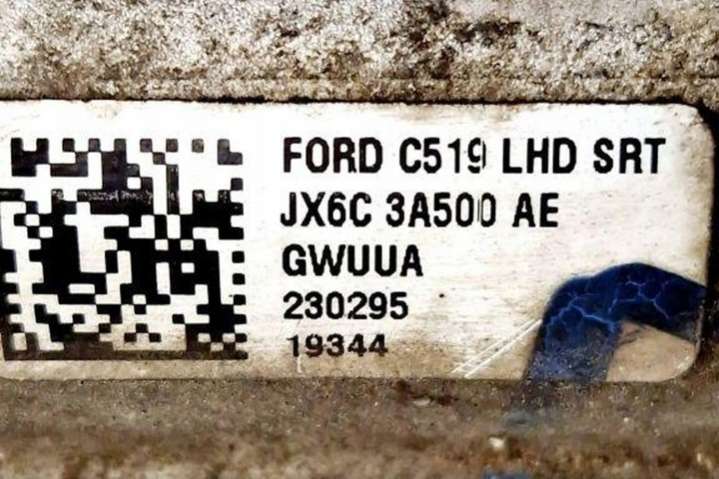 FORD C519 LHD SRT
JX6C 3A500 AE
GWUUA
230295
19344